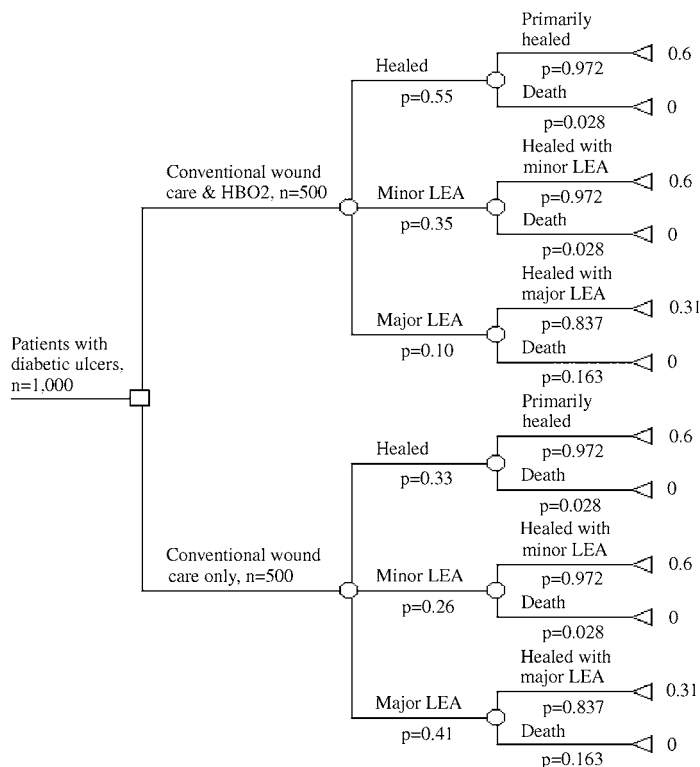 Primarily
healed
0.6
p=0.972
Death
0
p=0.028
Healed
p=0.55
Healed with
minor LEA
0.6
p=0.972
Death
0
p=0.028
Conventional wound
care & HBO2, n=500
Minor LEA
p=0.35
Healed with
major LEA
0.31
p=0.837
Death
0
p=0.163
Major LEA
p=0.10
Patients with
diabetic ulcers,
n=1,000
Primarily
healed
0.6
p=0.972
Death
0
p=0.028
Healed
p=0.33
Healed with
minor LEA
0.6
p=0.972
Death
0
p=0.028
Conventional wound
care only, n=500
Minor LEA
p=0.26
Healed with
major LEA
0.31
p=0.837
Death
0
p=0.163
Major LEA
p=0.41